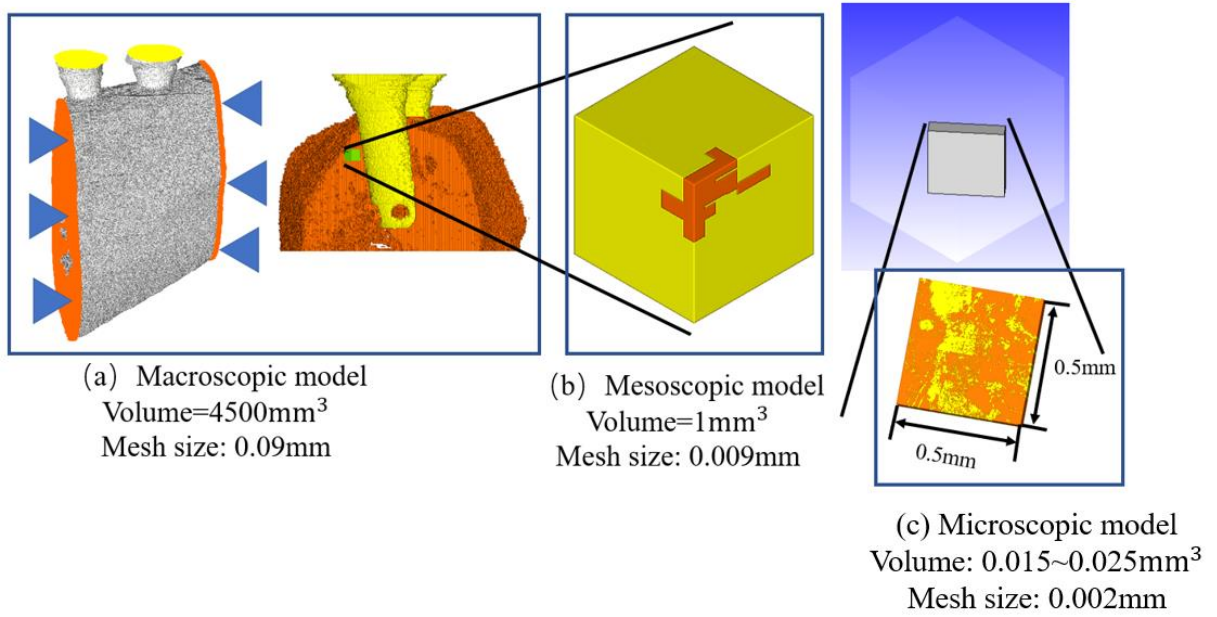 (a) Macroscopic model
Volume=4500mm³
Mesh size: 0.09mm
(b) Mesoscopic model
Volume=1mm³
Mesh size: 0.009mm
0.5mm
0.5mm
(c) Microscopic model
Volume: 0.015~0.025mm³
Mesh size: 0.002mm